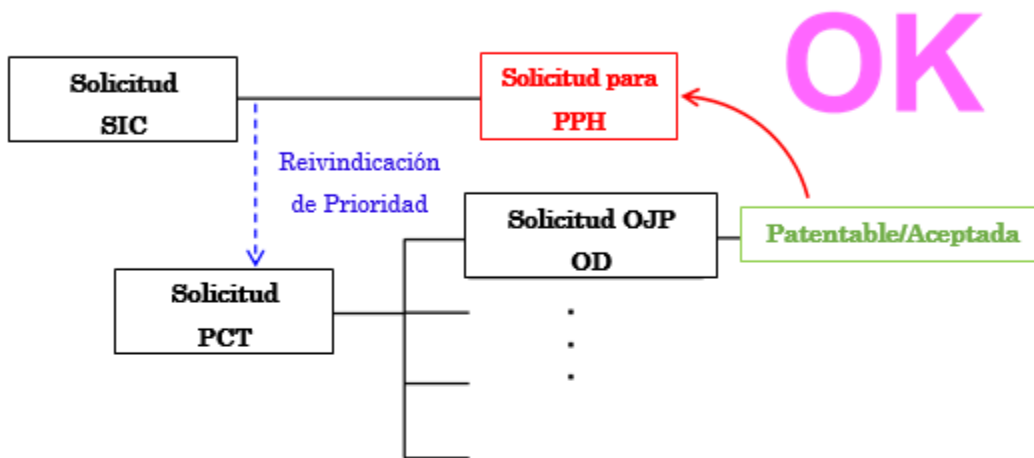 OK
Solicitud
SIC
Solicitud para
PPH
Reivindicación
de Prioridad
Solicitud OJP
OD
Patentable/Aceptada
Solicitud
PCT